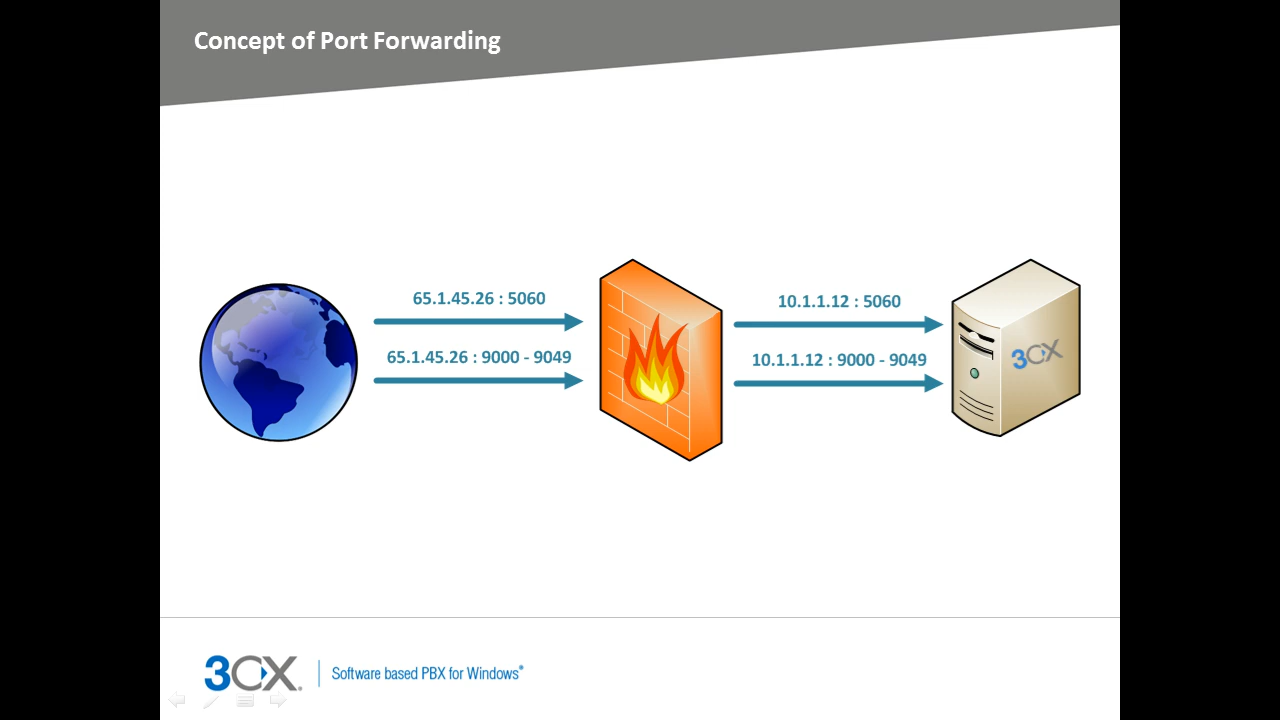 Concept of Port Forwarding
65.1.45.26 : 5060
10.1.1.12 : 5060
65.1.45.26 : 9000 - 9049
10.1.1.12 : 9000 - 9049
3CX
3CX® Software based PBX for Windows®